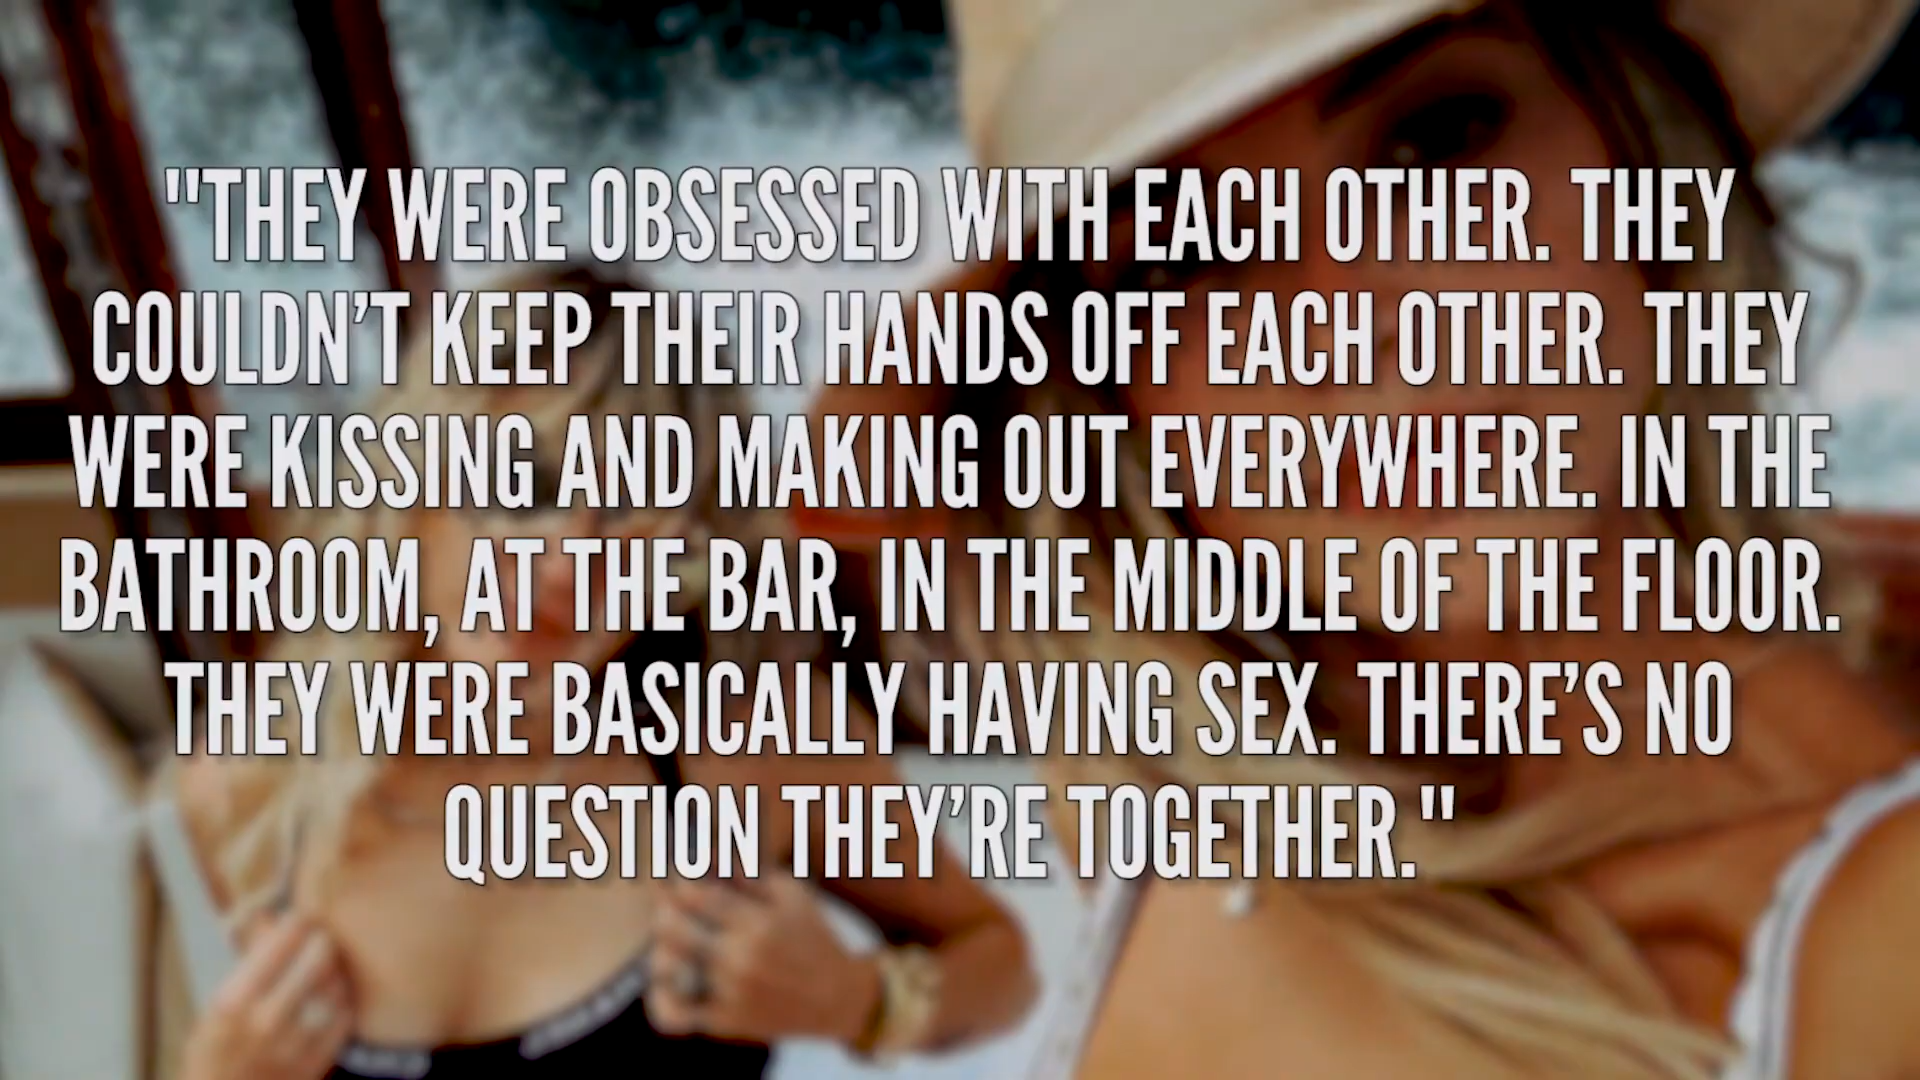 "THEY WERE OBSESSED WITH EACH OTHER. THEY
COULDN’T KEEP THEIR HANDS OFF EACH OTHER. THEY
WERE KISSING AND MAKING OUT EVERYWHERE. IN THE
BATHROOM, AT THE BAR, IN THE MIDDLE OF THE FLOOR.
THEY WERE BASICALLY HAVING SEX. THERE’S NO
QUESTION THEY’RE TOGETHER."